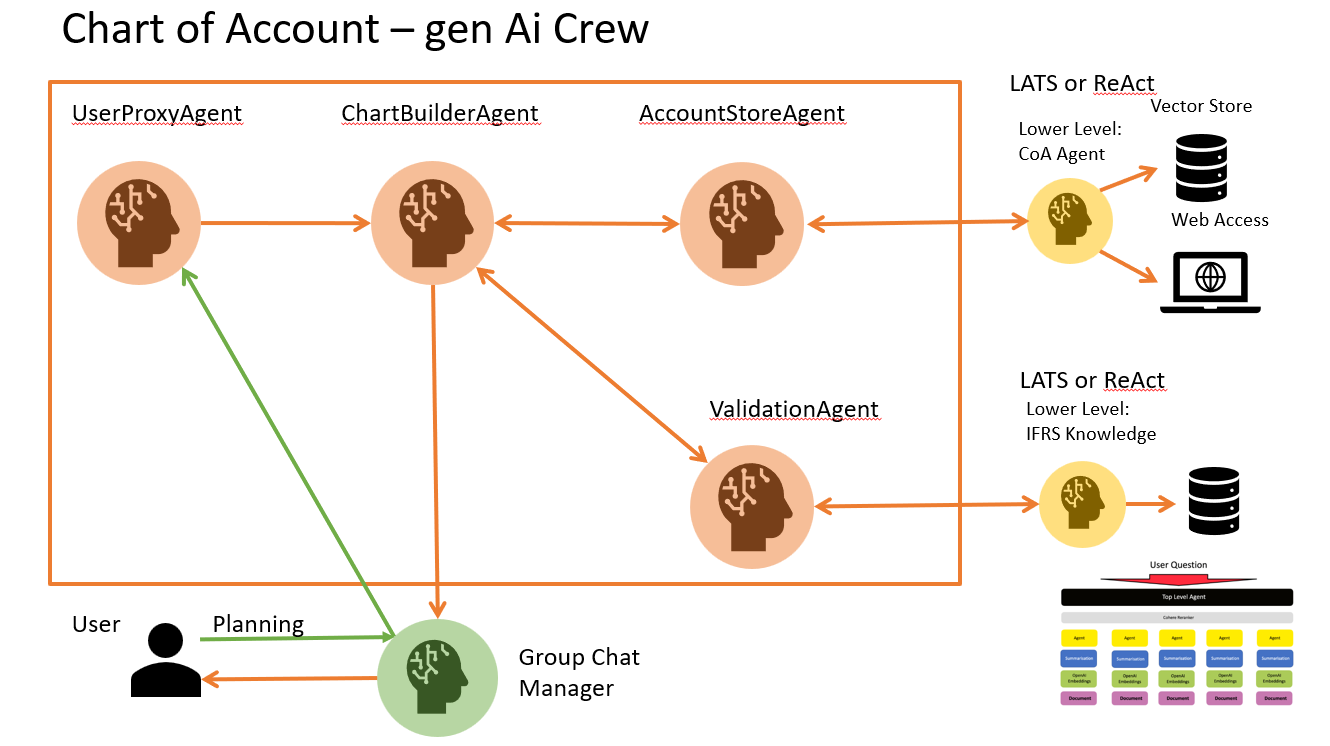 Chart of Account – gen Ai Crew
UserProxyAgent
ChartBuilderAgent
AccountStoreAgent
LATS or ReAct
Vector Store
Lower Level:
CoA Agent
Web Access
LATS or ReAct
Lower Level:
IFRS Knowledge
ValidationAgent
User
Planning
Group Chat
Manager
User Question
Top Level Agent
Cohere Reranker
Agent
Agent
Agent
Agent
Agent
Summarisation
Summarisation
Summarisation
Summarisation
Summarisation
OpenAI
Embeddings
OpenAI
Embeddings
OpenAI
Embeddings
OpenAI
Embeddings
OpenAI
Embeddings
Document
Document
Document
Document
Document